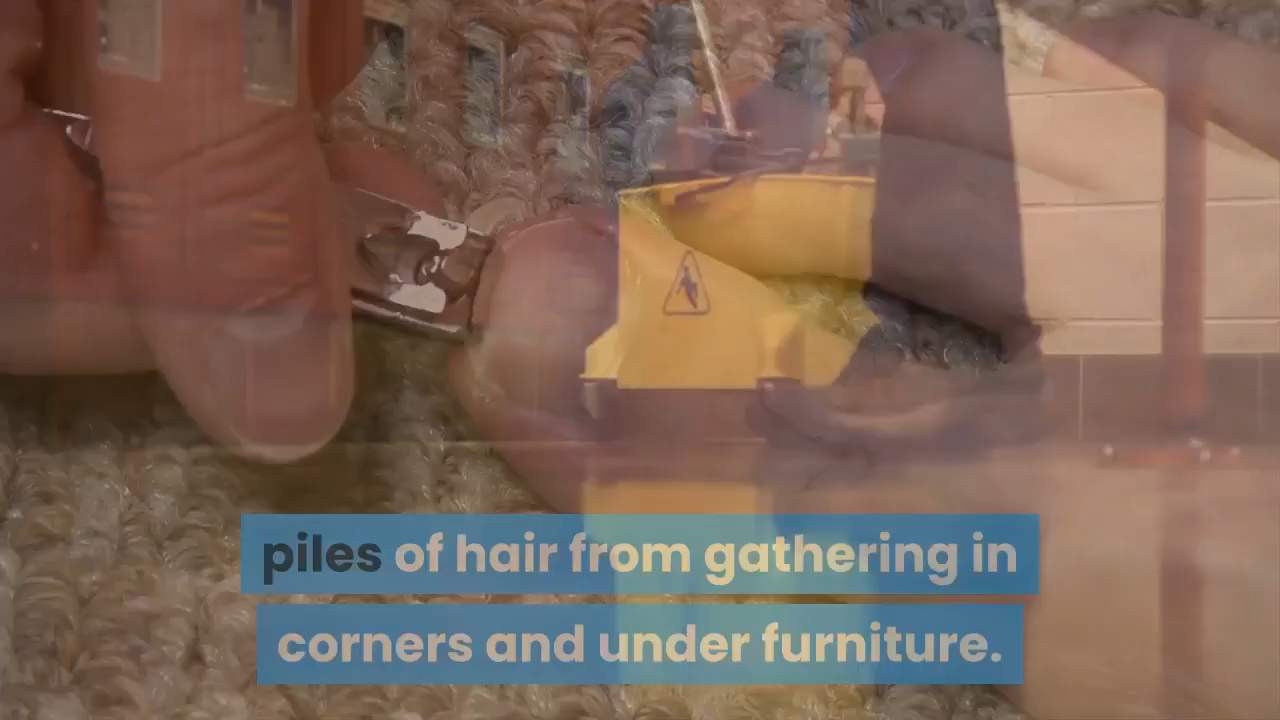 piles of hair from gathering in
corners and under furniture.